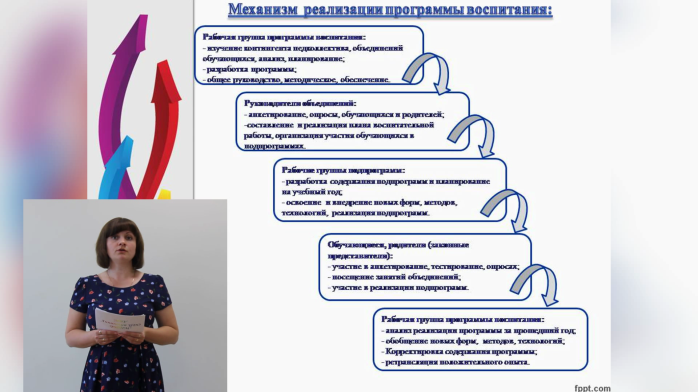 Механизм реализации программы воспитания:
Рабочая группа программы воспитания:
- изучение контингента педколлектива, объединений
обучающихся, анализ, планирование;
- разработка программы;
- общее руководство, методическое, обеспечение.
Руководители объединений:
- анкетирование, опросы, обучающихся и родителей;
-составление и реализация плана воспитательной
работы, организация участия обучающихся в
подпрограммах.
Рабочие группы подпрограмм:
- разработка содержания подпрограмм и планирование
на учебный год;
- освоение и внедрение новых форм, методов,
технологий, реализация подпрограмм.
Обучающиеся, родители (законные
представители):
- участие в анкетирование, тестирование, опросах;
- посещение занятий объединений;
- участие в реализации подпрограмм.
Рабочая группа программы воспитания:
- анализ реализации программы за прошедший год;
- обобщение новых форм, методов, технологий;
- Корректировка содержания программы;
- ретрансляция положительного опыта.
fppt.com